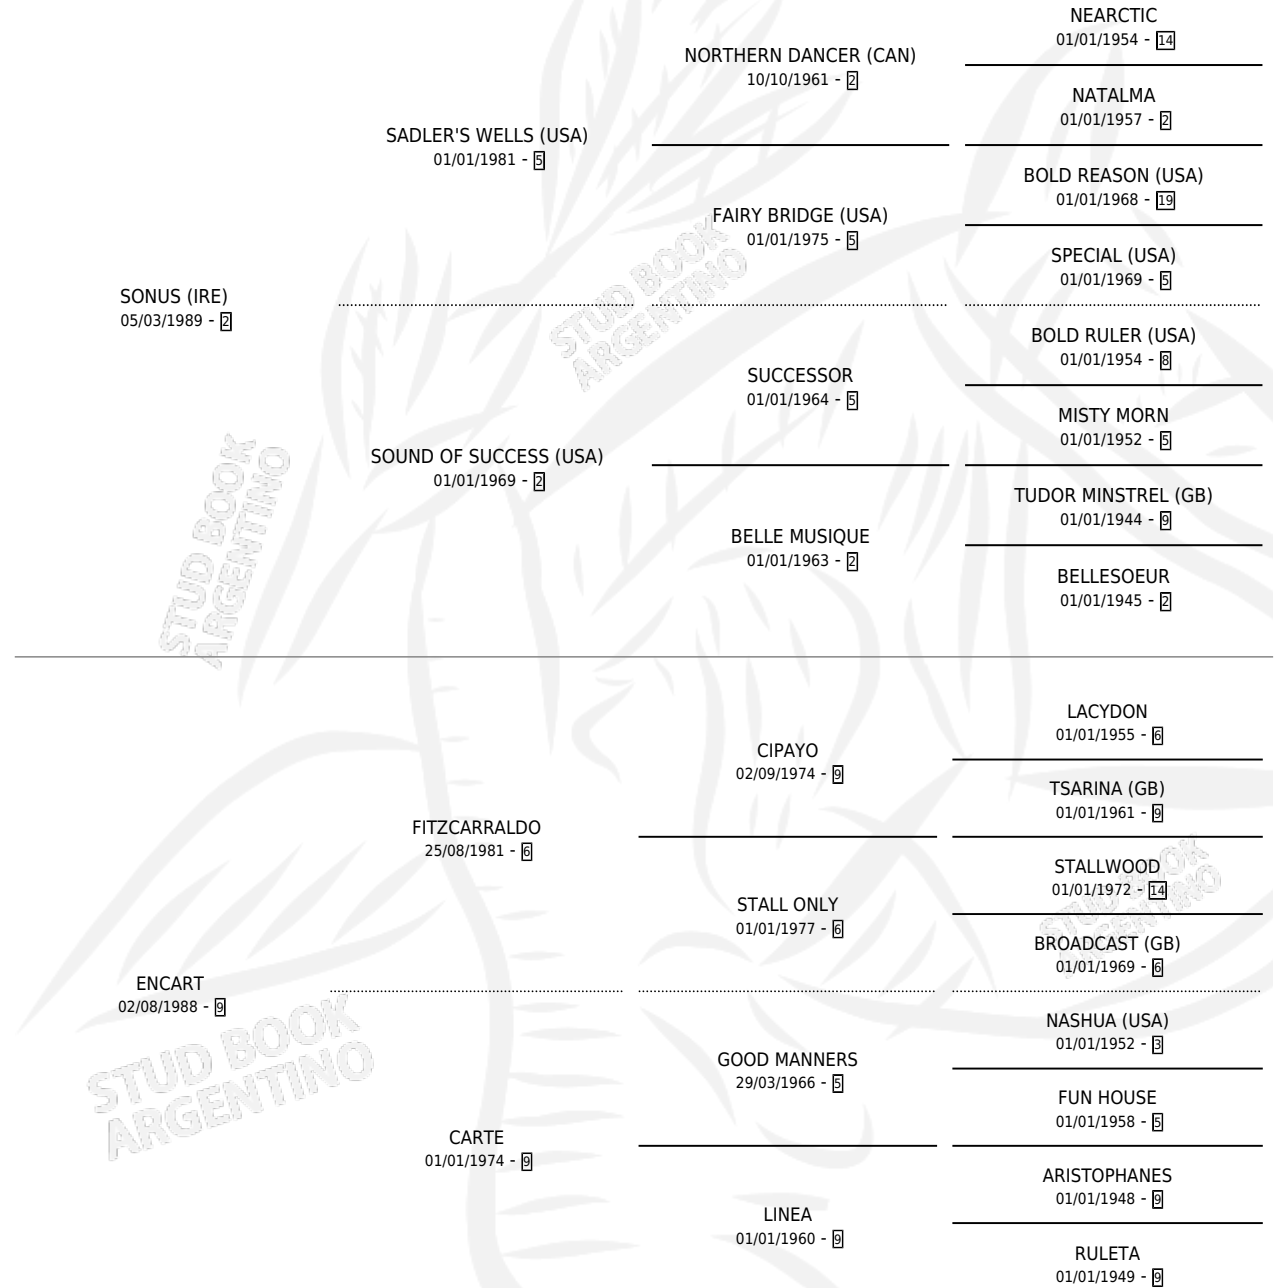 NEARCTIC
01/01/1954 - 14
NORTHERN DANCER (CAN)
10/10/1961 - 2
NATALMA
01/01/1957 - 2
SADLER'S WELLS (USA)
01/01/1981 - 5
BOLD REASON (USA)
01/01/1968 - 19
FAIRY BRIDGE (USA)
01/01/1975 - 5
SPECIAL (USA)
01/01/1969 - 5
SONUS (IRE)
05/03/1989 - 2
STUD BOOK
ARGENTINO
BOLD RULER (USA)
01/01/1954 - 8
SUCCESSOR
01/01/1964 - 5
MISTY MORN
01/01/1952 - 5
SOUND OF SUCCESS (USA)
01/01/1969 - 2
TUDOR MINSTREL (GB)
01/01/1944 - 9
BELLE MUSIQUE
01/01/1963 - 2
BELLESOEUR
01/01/1945 - 2
STUD BOOK
ARGENTINO
LACYDON
01/01/1955 - 6
CIPAYO
02/09/1974 - 9
TSARINA (GB)
01/01/1961 - 9
FITZCARRALDO
25/08/1981 - 6
STALLWOOD
01/01/1972 - 14
STALL ONLY
01/01/1977 - 6
BROADCAST (GB)
01/01/1969 - 6
STUD BOOK
ARGENTINO
ENCART
02/08/1988 - 9
NASHUA (USA)
01/01/1952 - 3
GOOD MANNERS
29/03/1966 - 5
FUN HOUSE
01/01/1958 - 5
STUD BOOK
ARGENTINO
CARTE
01/01/1974 - 9
ARISTOPHANES
01/01/1948 - 9
LINEA
01/01/1960 - 9
RULETA
01/01/1949 - 9